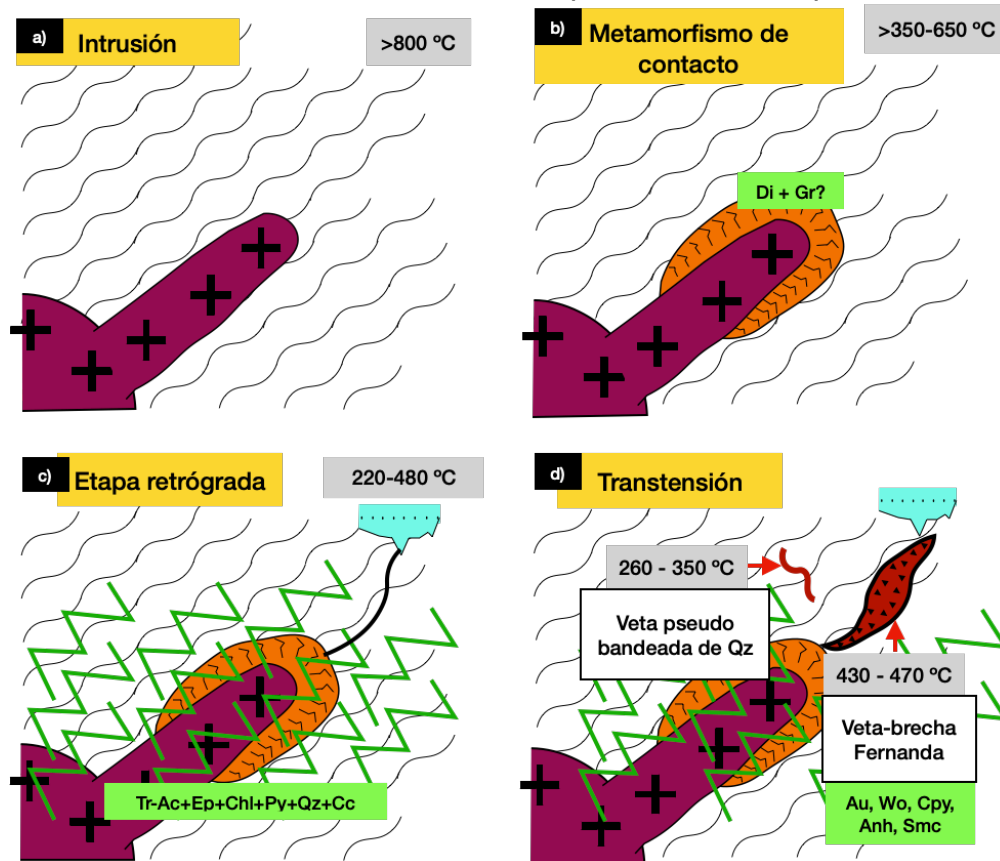 a)
Intrusión
>800 ºC
b)
Metamorfismo de
contacto
>350-650 ºC
Di + Gr?
c)
Etapa retrógrada
220-480 ºC
Tr-Ac+Ep+Chl+Py+Qz+Cc
d)
Transtensión
260 - 350 ºC
Veta pseudo
bandeada de Qz
430 - 470 ºC
Veta-brecha
Fernanda
Au, Wo, Cpy,
Anh, Smc